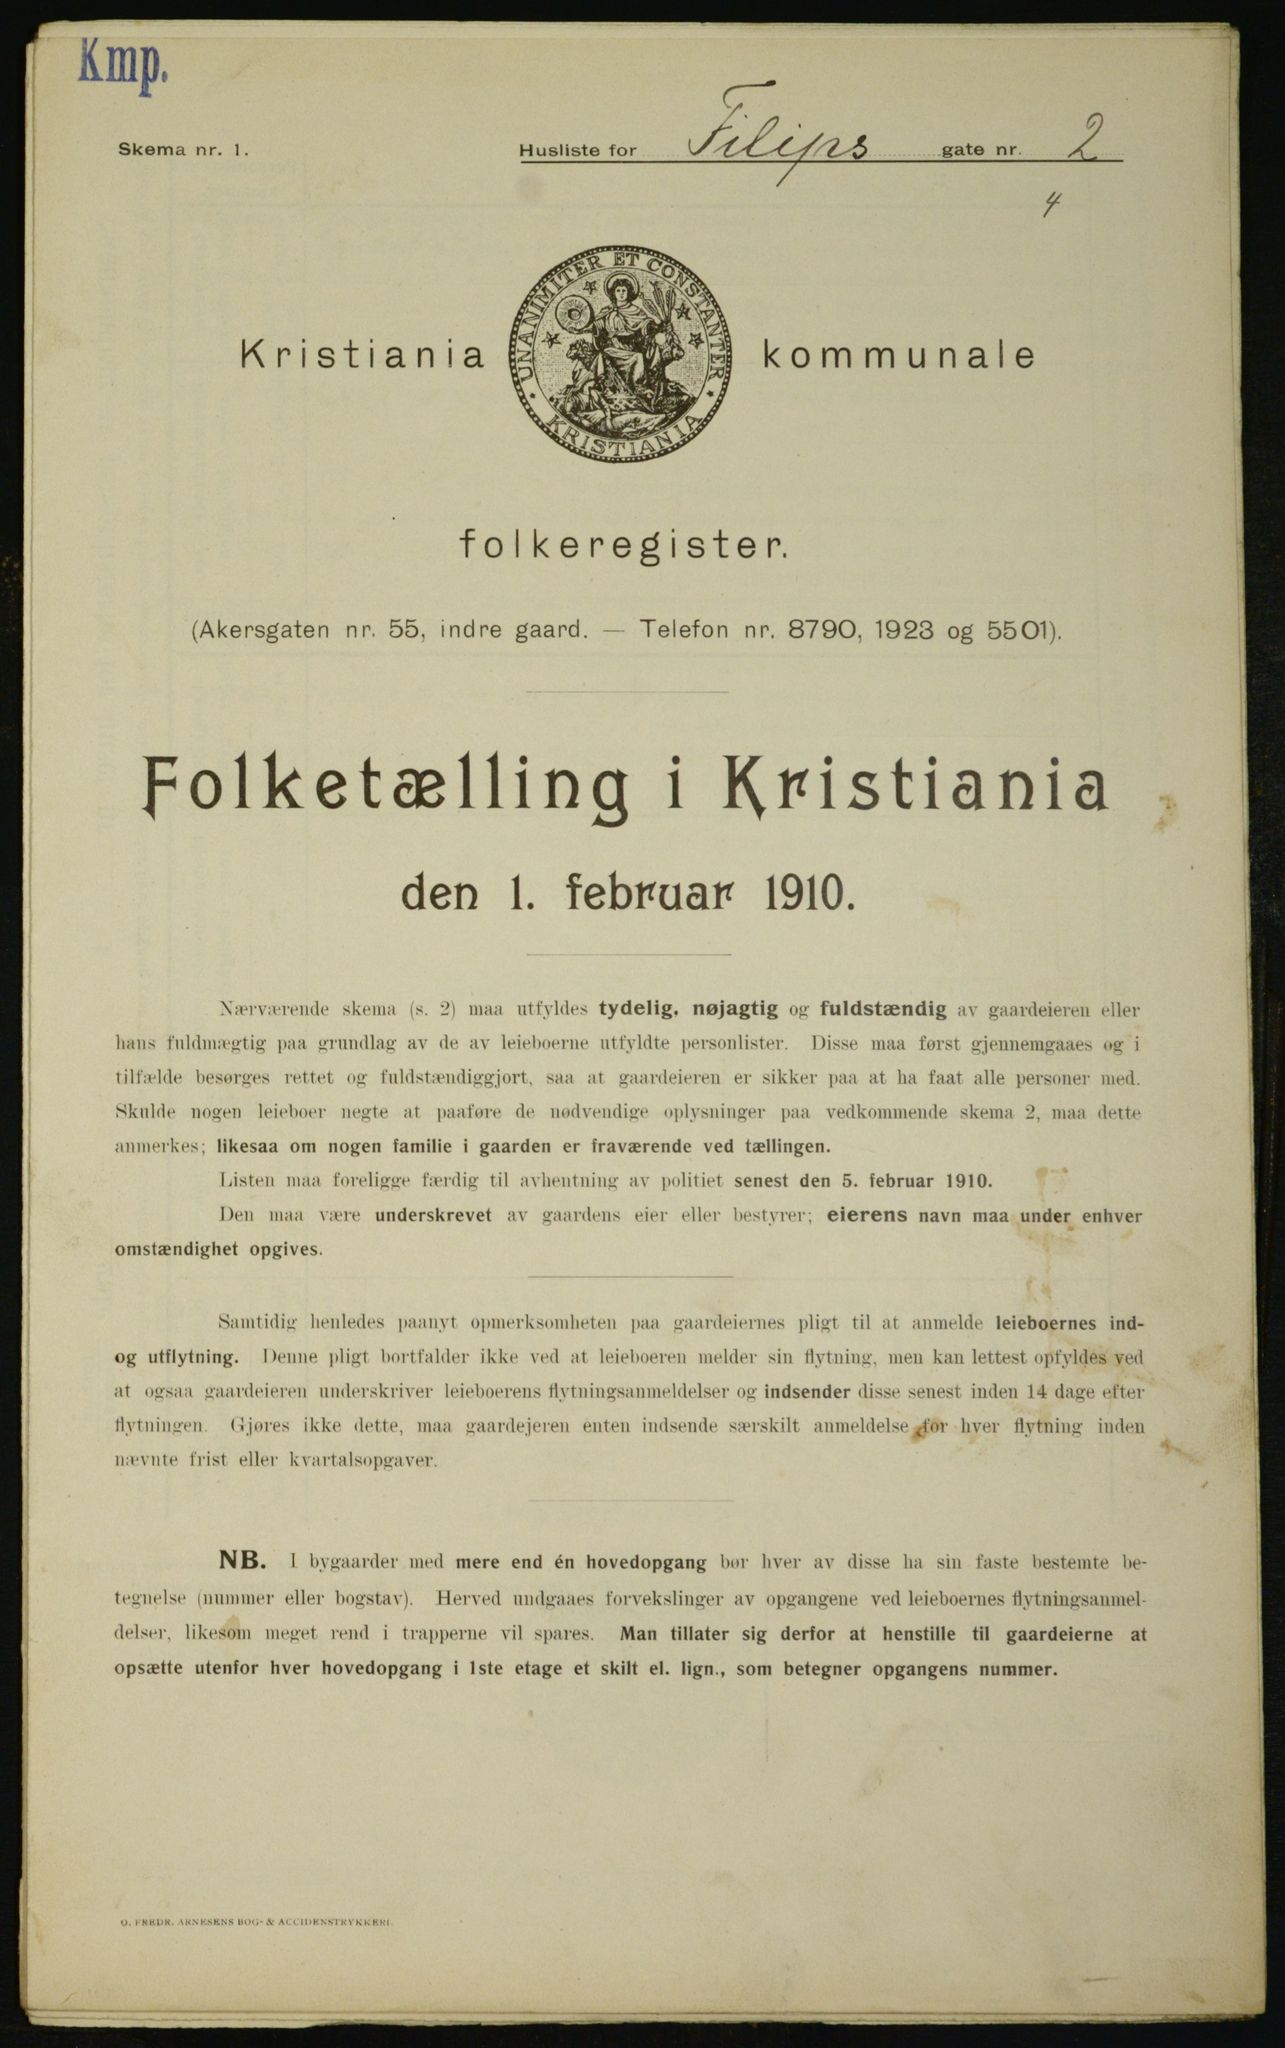 Kmp.
Skema nr. 1.
Husliste for Filips gate nr. 2
4
UNANIMITER ET CONSTANTER
KRISTIANIA
Kristiania kommunale
folkeregister.
(Akersgaten nr. 55, indre gaard. — Telefon nr. 8790, 1923 og 5501).
Folketælling i Kristiania
den 1. februar 1910.
Nærværende skema (s. 2) maa utfyldes tydelig, nøjagtig og fuldstændig av gaardeieren eller
hans fuldmægtig paa grundlag av de av leieboerne utfyldte personlister. Disse maa først gjennemgaaes og i
tilfælde besørges rettet og fuldstændiggjort, saa at gaardeieren er sikker paa at ha faat alle personer med.
Skulde nogen leieboer negte at paaføre de nødvendige oplysninger paa vedkommende skema 2, maa dette
anmerkes; likesaa om nogen familie i gaarden er fraværende ved tællingen.
Listen maa foreligge færdig til avhentning av politiet senest den 5. februar 1910.
Den maa være underskrevet av gaardens eier eller bestyrer; eierens navn maa under enhver
omstændighet opgives.
Samtidig henledes paanyt opmerksomheten paa gaardeiernes pligt til at anmelde leieboernes ind-
og utflytning. Denne pligt bortfalder ikke ved at leieboeren melder sin flytning, men kan lettest opfyldes ved
at ogsaa gaardeieren underskriver leieboerens flytningsanmeldelser og indsender disse senest inden 14 dage efter
flytningen. Gjøres ikke dette, maa gaardejeren enten indsende særskilt anmeldelse for hver flytning inden
nævnte frist eller kvartalsopgaver.
NB. I bygaarder med mere end én hovedopgang bør hver av disse ha sin faste bestemte be-
tegnelse (nummer eller bogstav). Herved undgaaes forvekslinger av opgangene ved leieboernes flytningsanmel-
delser, likesom meget rend i trapperne vil spares. Man tillater sig derfor at henstille til gaardeierne at
opsætte utenfor hver hovedopgang i 1ste etage et skilt el. lign., som betegner opgangens nummer.
O. FREDR. ARNESENS BOG- & ACCIDENSTRYKKERI.